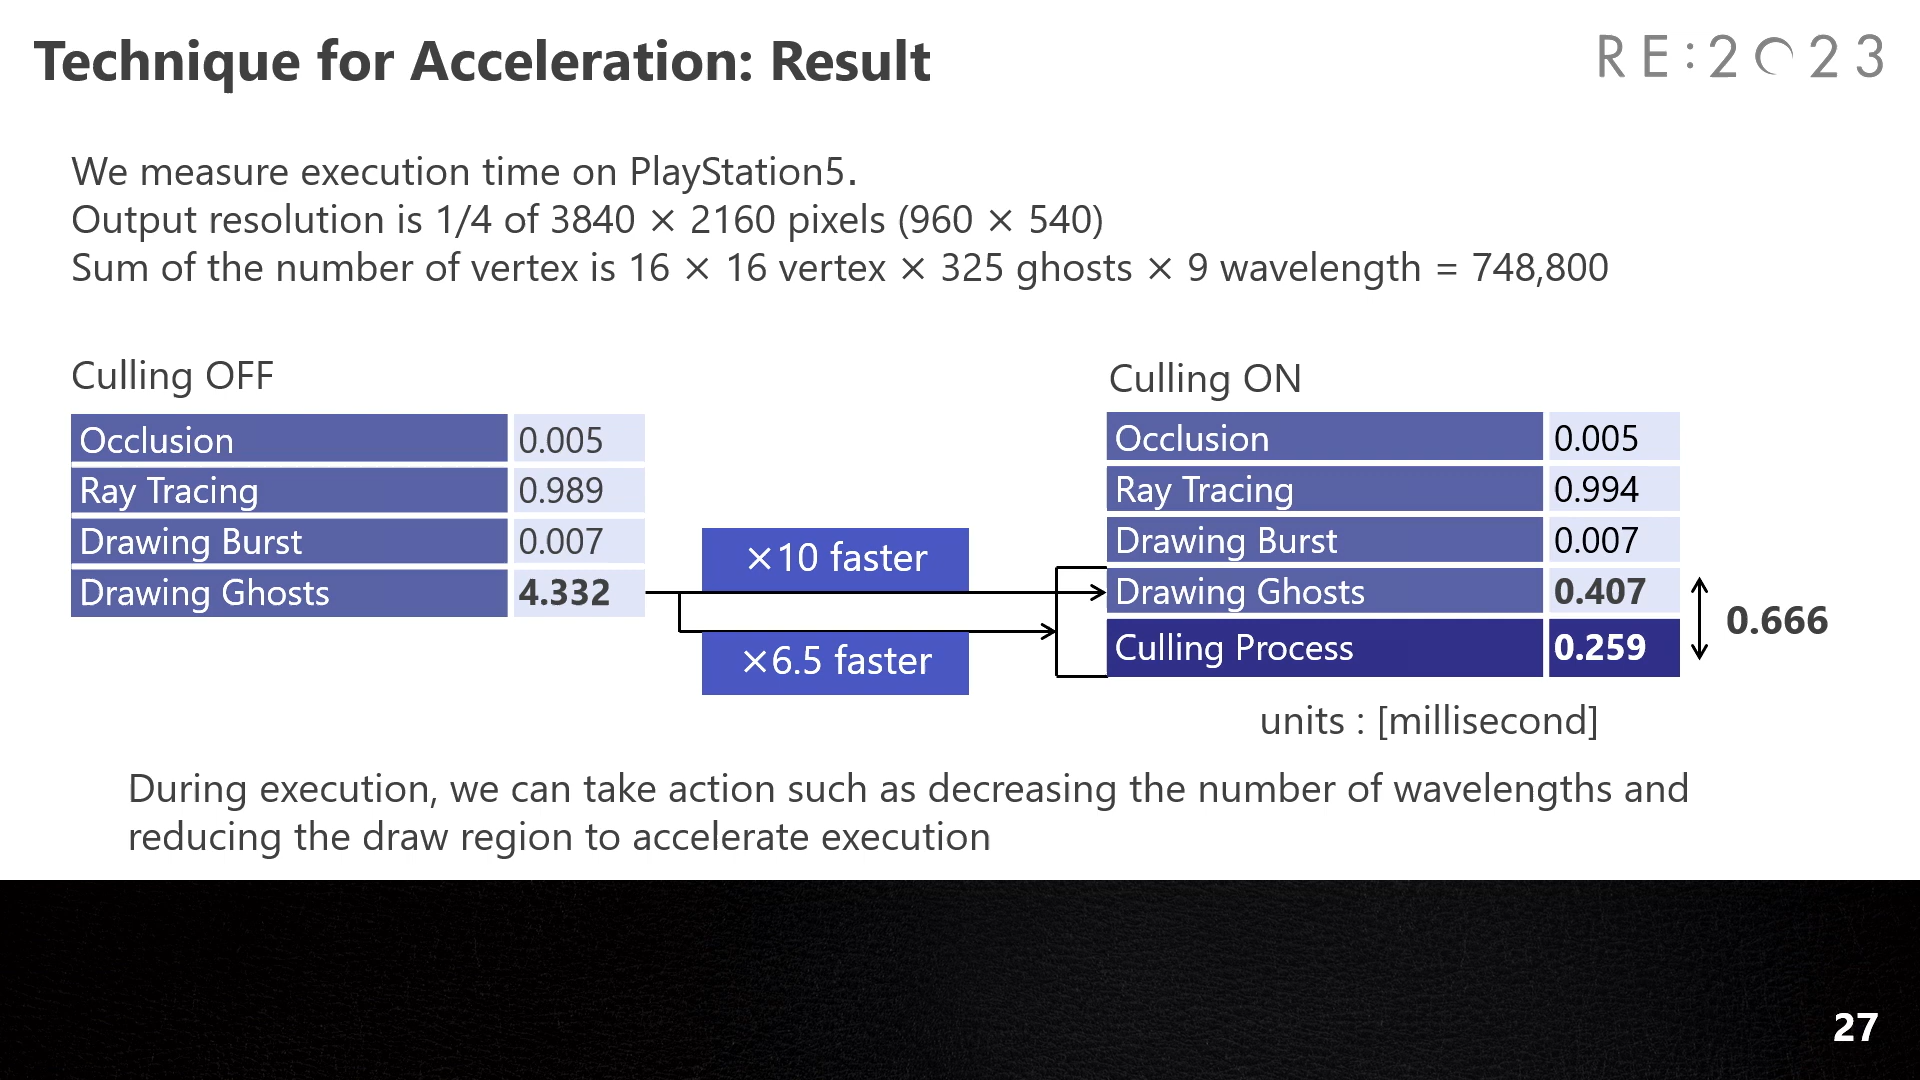 Technique for Acceleration: Result
RE:2023
We measure execution time on PlayStation5.
Output resolution is 1/4 of 3840 × 2160 pixels (960 × 540)
Sum of the number of vertex is 16 × 16 vertex × 325 ghosts × 9 wavelength = 748,800
Culling OFF
Occlusion 0.005
Ray Tracing 0.989
Drawing Burst 0.007
Drawing Ghosts 4.332
×10 faster
×6.5 faster
Culling ON
Occlusion 0.005
Ray Tracing 0.994
Drawing Burst 0.007
Drawing Ghosts 0.407
Culling Process 0.259
0.666
units : [millisecond]
During execution, we can take action such as decreasing the number of wavelengths and
reducing the draw region to accelerate execution
27